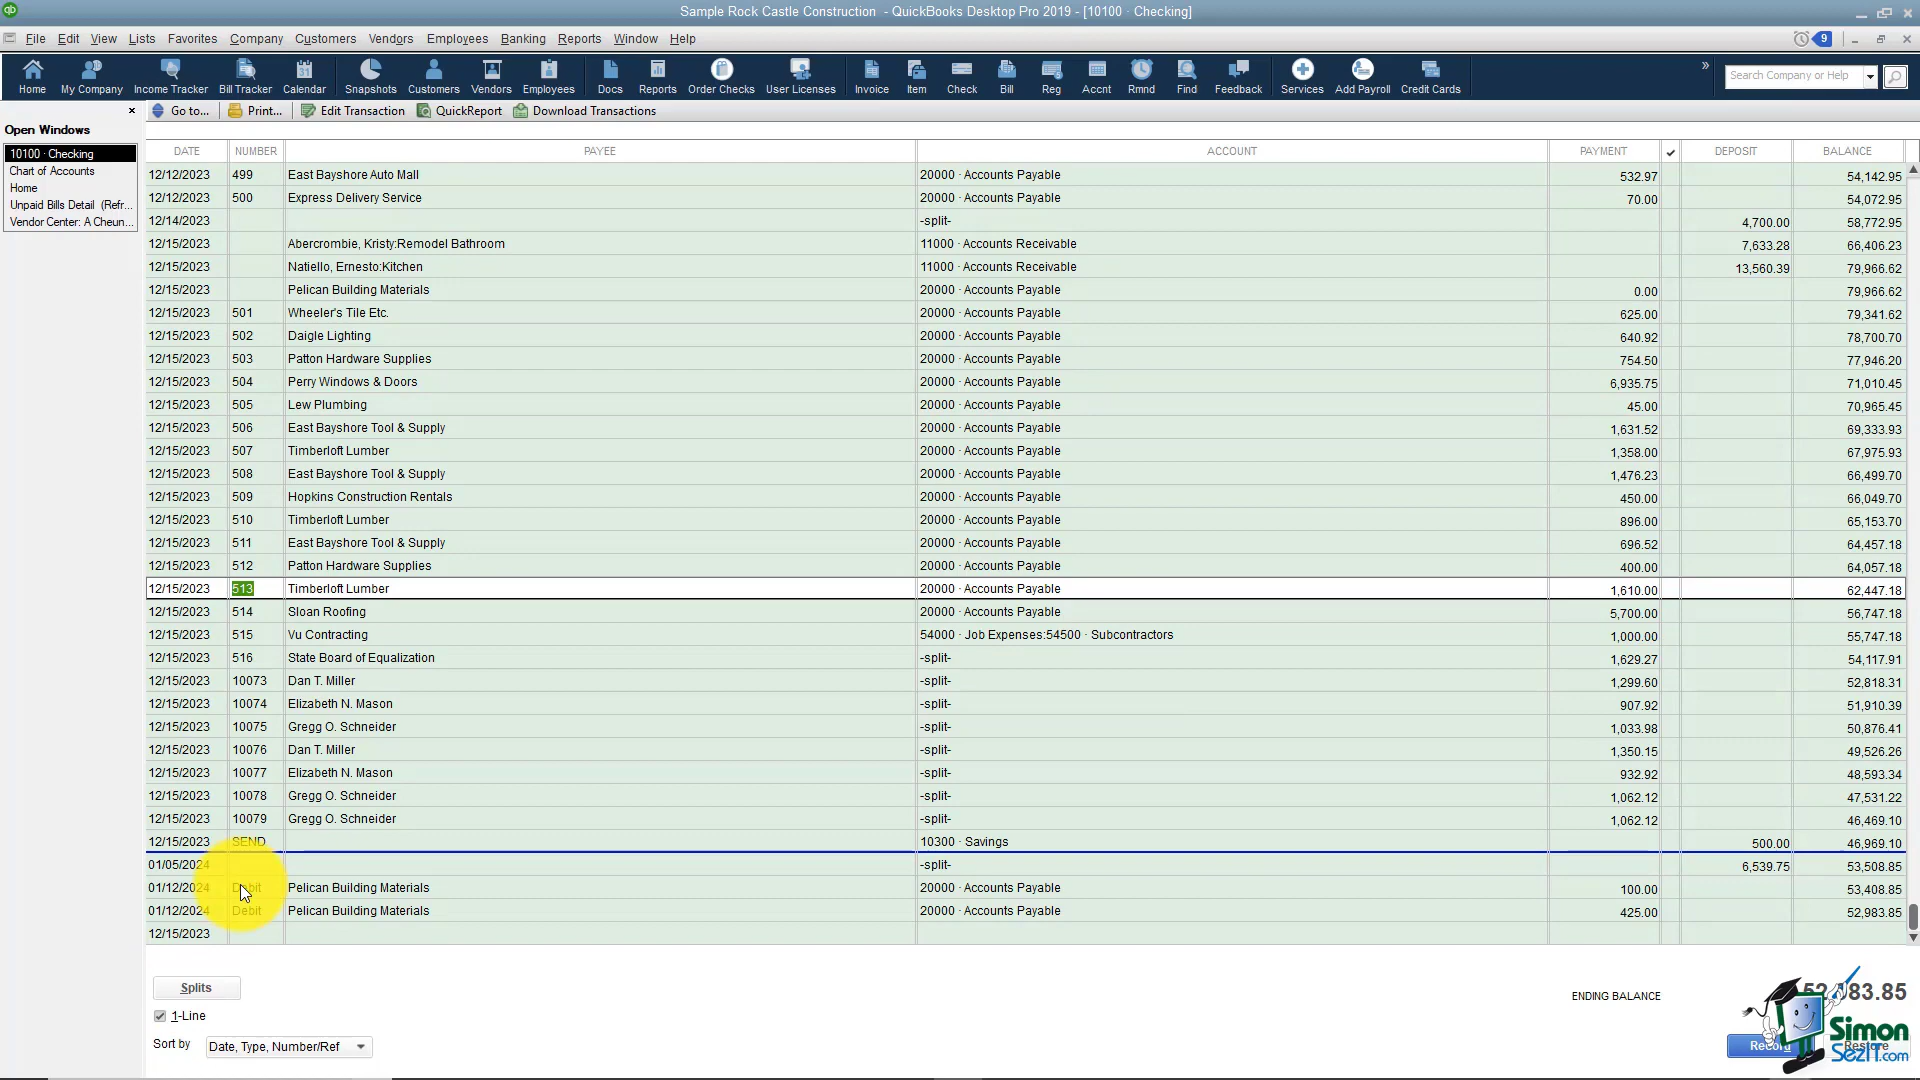 Sample Rock Castle Construction - QuickBooks Desktop Pro 2019 - [10100 · Checking]
File Edit View Lists Favorites Company Customers Vendors Employees Banking Reports Window Help 9
Home My Company Income Tracker Bill Tracker Calendar Snapshots Customers Vendors Employees Docs Reports Order Checks User Licenses Invoice Item Check Bill Reg Accnt Rmnd Find Feedback Services Add Payroll Credit Cards » Search Company or Help
Go to... Print... Edit Transaction QuickReport Download Transactions
Open Windows
10100 · Checking
Chart of Accounts
Home
Unpaid Bills Detail (Refr...
Vendor Center: A Cheun...
DATE NUMBER PAYEE ACCOUNT PAYMENT ✓ DEPOSIT BALANCE
12/12/2023 499 East Bayshore Auto Mall 20000 · Accounts Payable 532.97 54,142.95
12/12/2023 500 Express Delivery Service 20000 · Accounts Payable 70.00 54,072.95
12/14/2023 -split- 4,700.00 58,772.95
12/15/2023 Abercrombie, Kristy:Remodel Bathroom 11000 · Accounts Receivable 7,633.28 66,406.23
12/15/2023 Natiello, Ernesto:Kitchen 11000 · Accounts Receivable 13,560.39 79,966.62
12/15/2023 Pelican Building Materials 20000 · Accounts Payable 0.00 79,966.62
12/15/2023 501 Wheeler's Tile Etc. 20000 · Accounts Payable 625.00 79,341.62
12/15/2023 502 Daigle Lighting 20000 · Accounts Payable 640.92 78,700.70
12/15/2023 503 Patton Hardware Supplies 20000 · Accounts Payable 754.50 77,946.20
12/15/2023 504 Perry Windows & Doors 20000 · Accounts Payable 6,935.75 71,010.45
12/15/2023 505 Lew Plumbing 20000 · Accounts Payable 45.00 70,965.45
12/15/2023 506 East Bayshore Tool & Supply 20000 · Accounts Payable 1,631.52 69,333.93
12/15/2023 507 Timberloft Lumber 20000 · Accounts Payable 1,358.00 67,975.93
12/15/2023 508 East Bayshore Tool & Supply 20000 · Accounts Payable 1,476.23 66,499.70
12/15/2023 509 Hopkins Construction Rentals 20000 · Accounts Payable 450.00 66,049.70
12/15/2023 510 Timberloft Lumber 20000 · Accounts Payable 896.00 65,153.70
12/15/2023 511 East Bayshore Tool & Supply 20000 · Accounts Payable 696.52 64,457.18
12/15/2023 512 Patton Hardware Supplies 20000 · Accounts Payable 400.00 64,057.18
12/15/2023 513 Timberloft Lumber 20000 · Accounts Payable 1,610.00 62,447.18
12/15/2023 514 Sloan Roofing 20000 · Accounts Payable 5,700.00 56,747.18
12/15/2023 515 Vu Contracting 54000 · Job Expenses:54500 · Subcontractors 1,000.00 55,747.18
12/15/2023 516 State Board of Equalization -split- 1,629.27 54,117.91
12/15/2023 10073 Dan T. Miller -split- 1,299.60 52,818.31
12/15/2023 10074 Elizabeth N. Mason -split- 907.92 51,910.39
12/15/2023 10075 Gregg O. Schneider -split- 1,033.98 50,876.41
12/15/2023 10076 Dan T. Miller -split- 1,350.15 49,526.26
12/15/2023 10077 Elizabeth N. Mason -split- 932.92 48,593.34
12/15/2023 10078 Gregg O. Schneider -split- 1,062.12 47,531.22
12/15/2023 10079 Gregg O. Schneider -split- 1,062.12 46,469.10
12/15/2023 SEND 10300 · Savings 500.00 46,969.10
01/05/2024 -split- 6,539.75 53,508.85
01/12/2024 Debit Pelican Building Materials 20000 · Accounts Payable 100.00 53,408.85
01/12/2024 Debit Pelican Building Materials 20000 · Accounts Payable 425.00 52,983.85
12/15/2023
Splits
ENDING BALANCE 52,983.85
1-Line
Sort by Date, Type, Number/Ref
Record Restore
Simon
SezIT.com